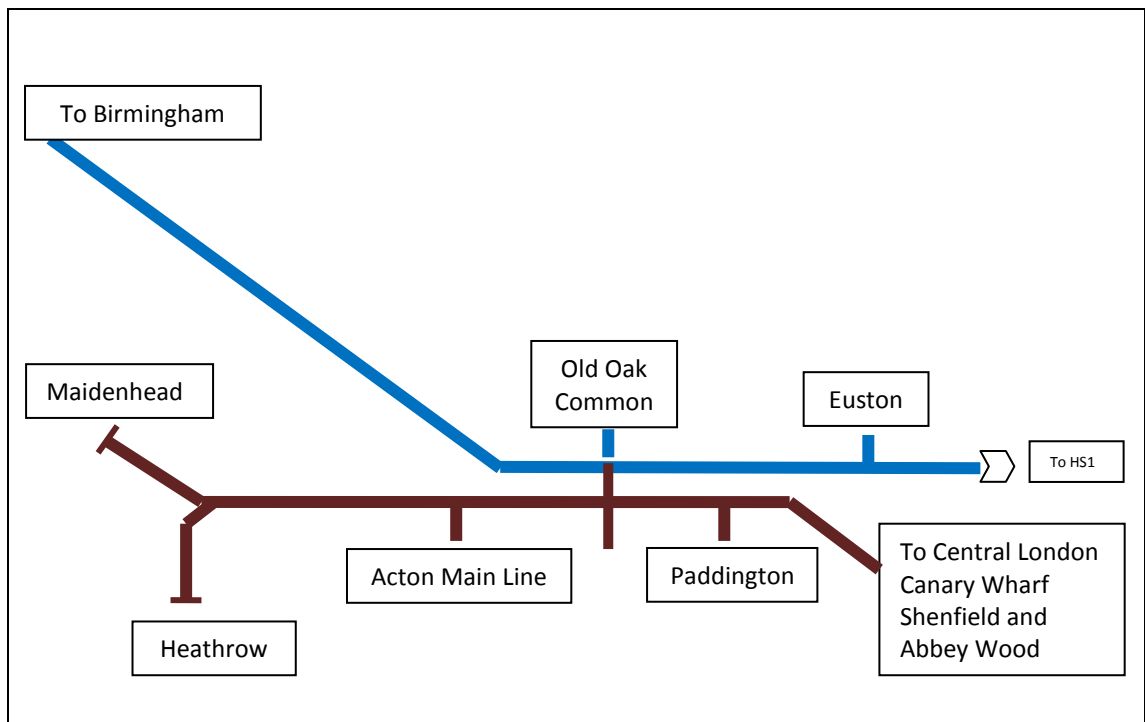 To Birmingham
Old Oak
Common
Maidenhead
Euston
To HS1
Acton Main Line
Paddington
To Central London
Canary Wharf
Shenfield and
Abbey Wood
Heathrow